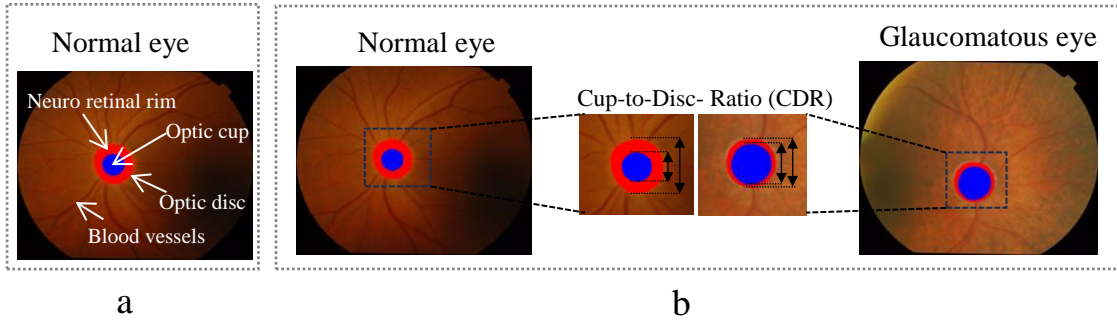 Normal eye
Neuro retinal rim
Optic cup
Optic disc
Blood vessels
a
Normal eye
Cup-to-Disc- Ratio (CDR)
Glaucomatous eye
b